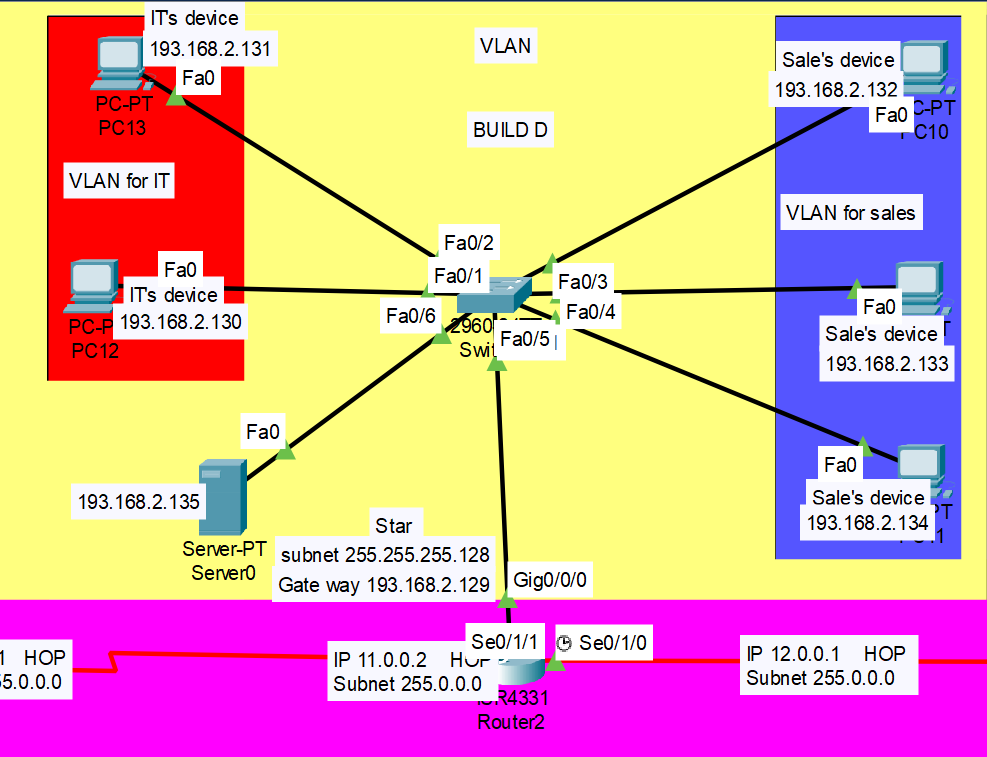 IT's device
193.168.2.131
Fa0
PC-PT
PC13
VLAN for IT
Fa0
IT's device
193.168.2.130
PC-P
PC12
VLAN
BUILD D
Sale's device
193.168.2.132
Fa0
C-PT
PC10
VLAN for sales
Fa0
Sale's device
193.168.2.133
Fa0
Sale's device
193.168.2.134
PT
Fa0/2
Fa0/1
Fa0/3
Fa0/4
Fa0/6
Fa0/5
2960
Swit
Fa0
193.168.2.135
Server-PT
Server0
Star
subnet 255.255.255.128
Gate way 193.168.2.129
Gig0/0/0
Se0/1/1
Se0/1/0
1 HOP
5.0.0.0
IP 11.0.0.2 HOP
Subnet 255.0.0.0
ISR4331
Router2
IP 12.0.0.1 HOP
Subnet 255.0.0.0